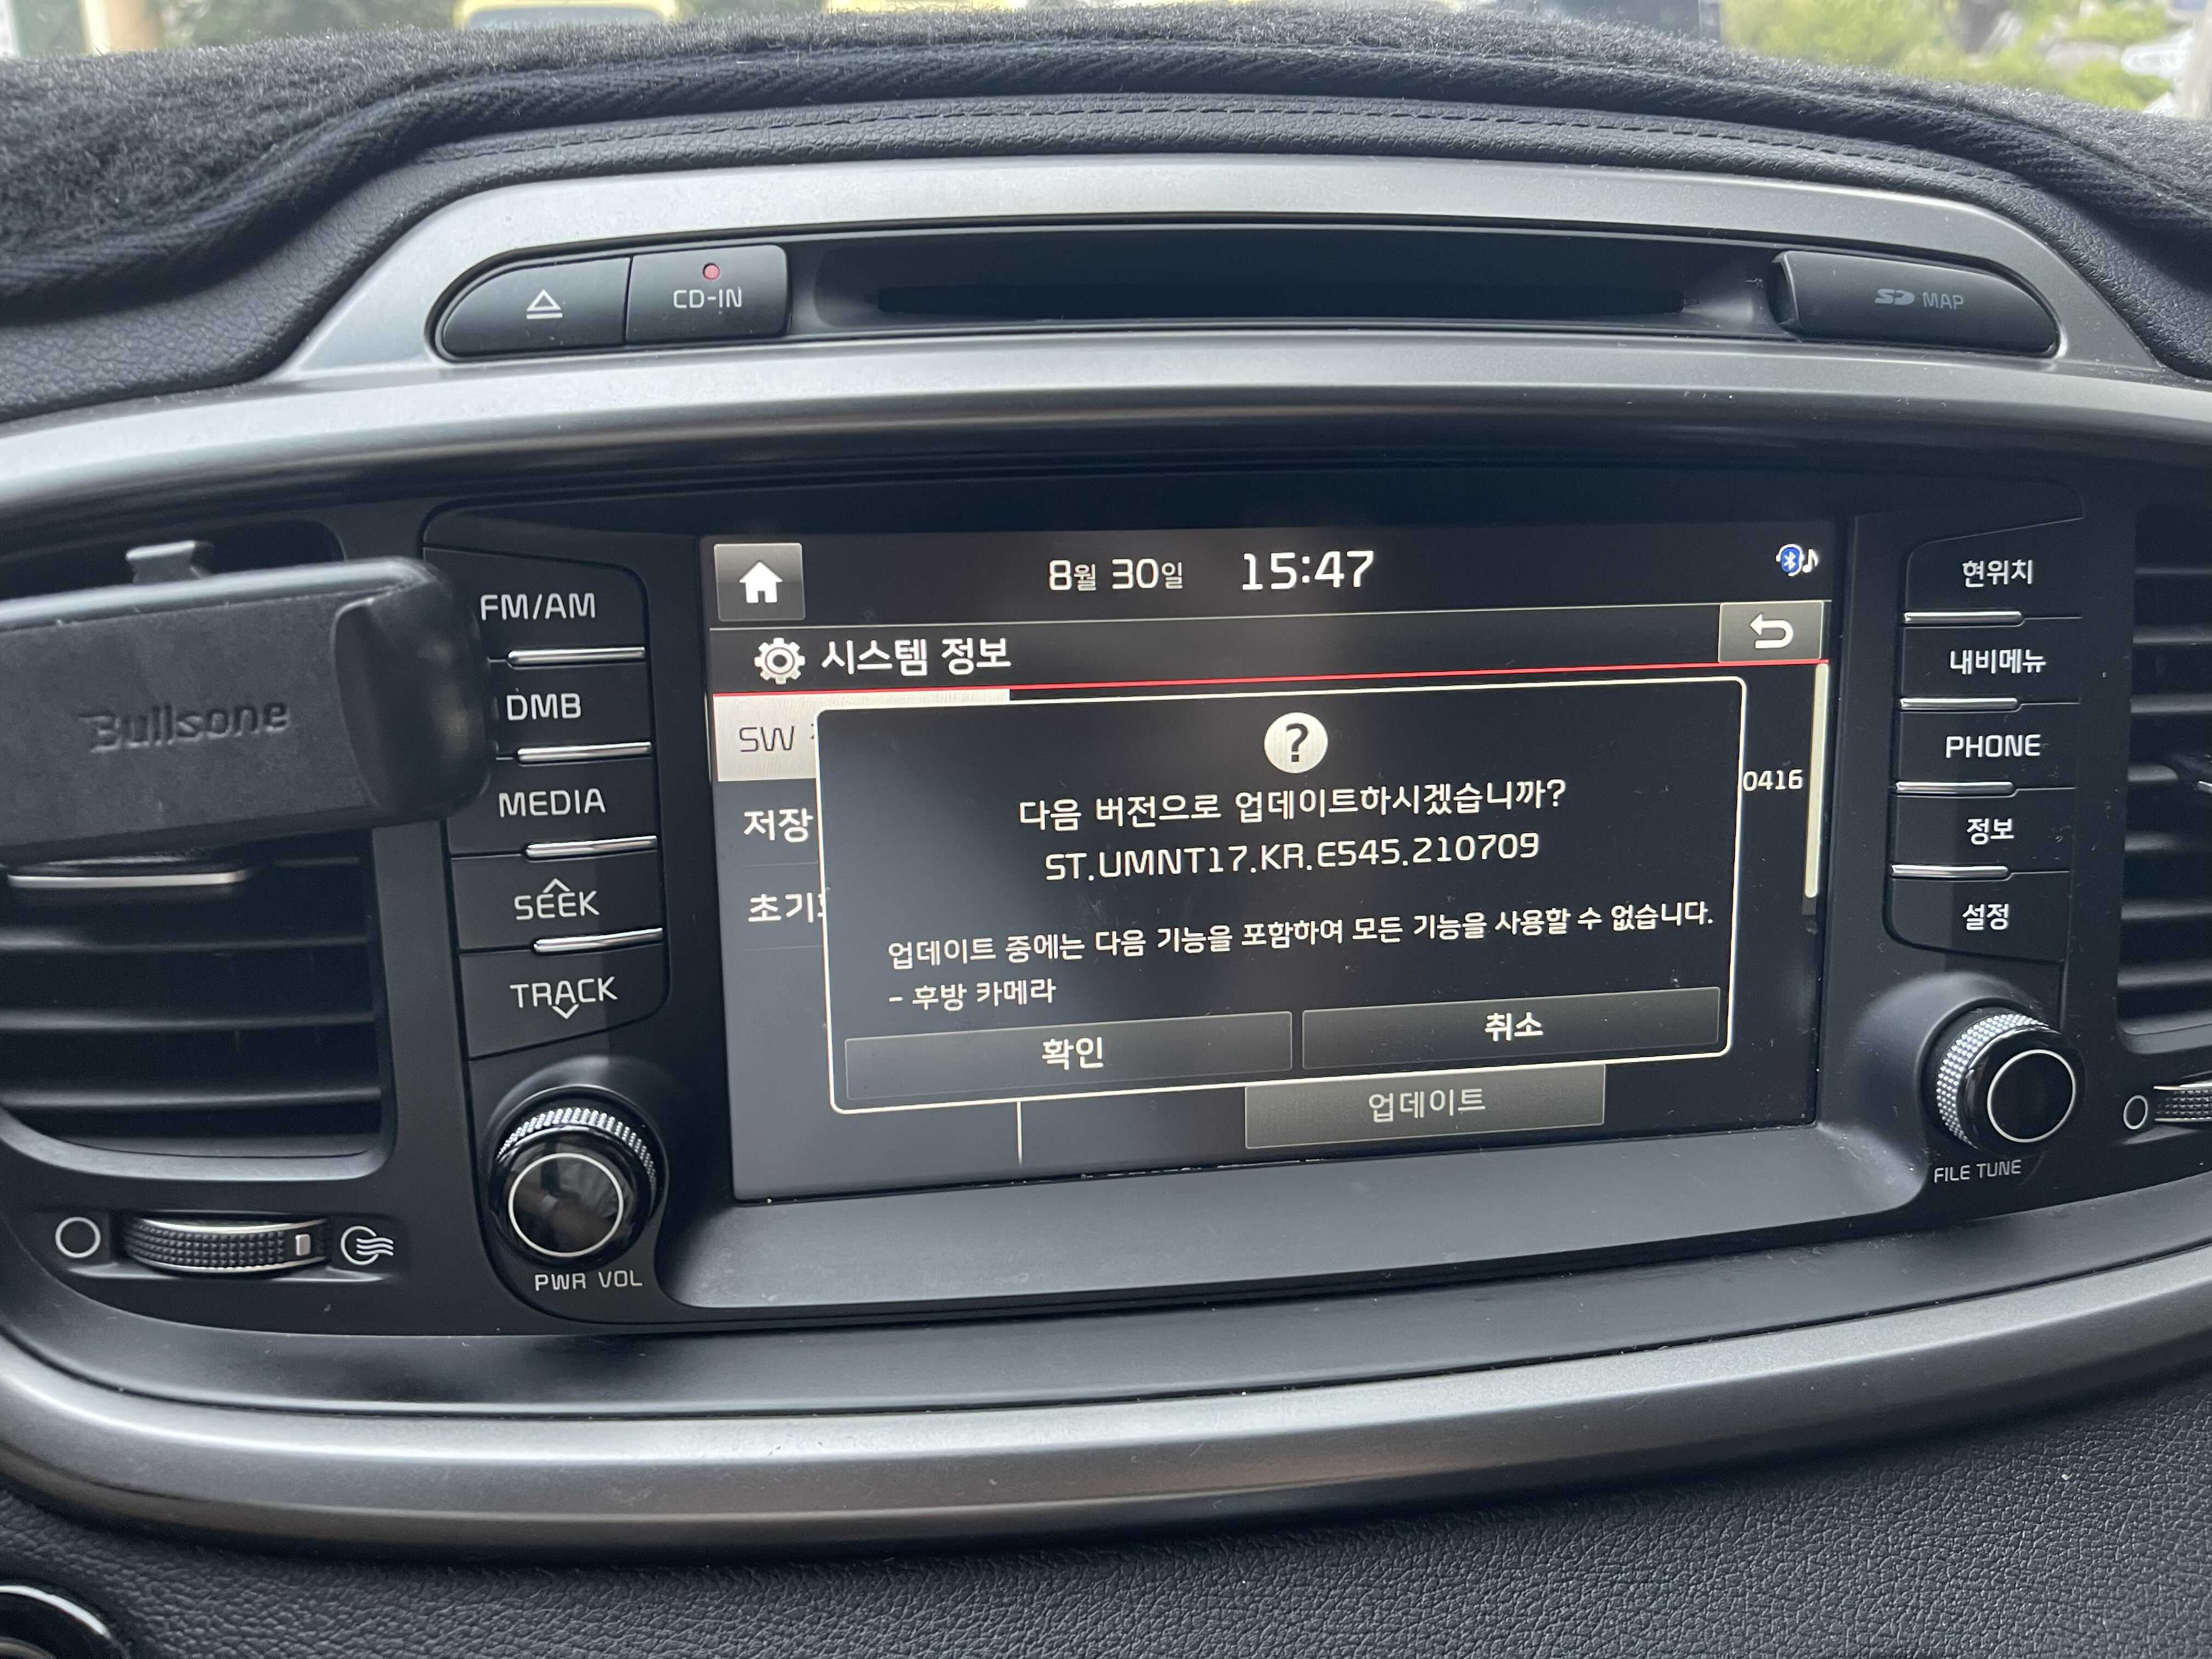 CD-IN
SD MAP
Bullsone
FM/AM
DMB
MEDIA
SEEK
TRACK
PWR VOL
8월 30일 15:47
시스템 정보
SW
0416
저장
다음 버전으로 업데이트하시겠습니까?
ST.UMNT17.KR.E545.210709
업데이트 중에는 다음 기능을 포함하여 모든 기능을 사용할 수 없습니다.
- 후방 카메라
확인
취소
업데이트
현위치
내비메뉴
PHONE
정보
설정
FILE TUNE